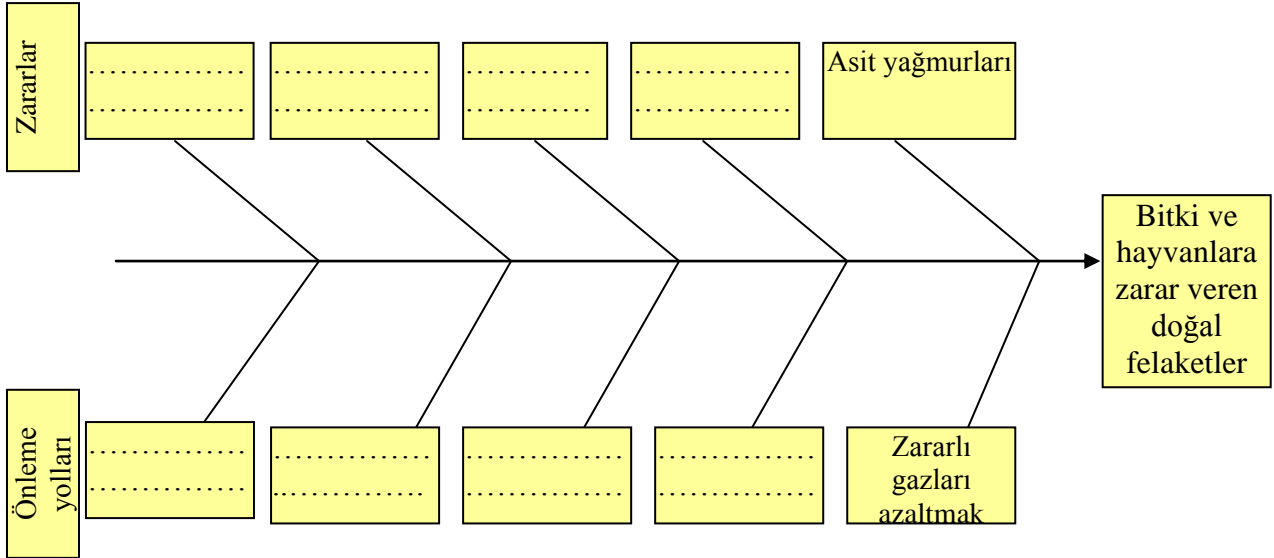 Zararlar
……………
……………
……………
……………
……………
……………
……………
……………
Asit yağmurları
Bitki ve
hayvanlara
zarar veren
doğal
felaketler
Önleme
yolları
……………
……………
……………
...…………
……………
……………
……………
……………
Zararlı
gazları
azaltmak